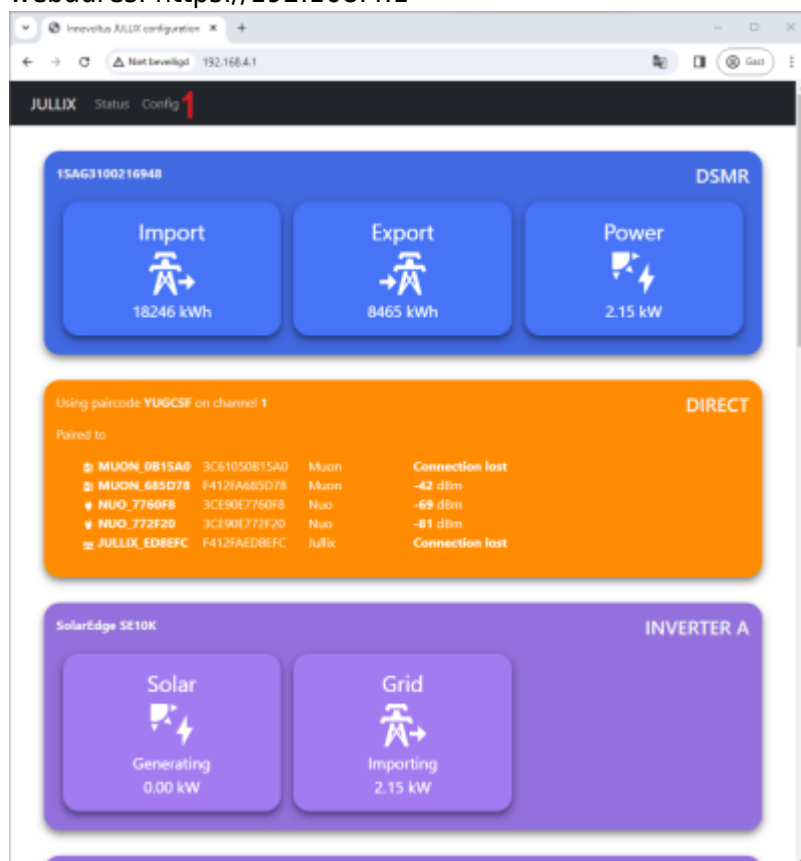 Innovoltus JULLIX configuration
Niet beveiligd 192.168.4.1 Gast
JULLIX Status Config 1
1SAG3100216948 DSMR
Import Export Power
18246 kWh 8465 kWh 2.15 kW
Using paircode YUGCSF on channel 1 DIRECT
Paired to
MUON_0B15A0 3C61050B15A0 Muon Connection lost
MUON_685D78 F412FA685D78 Muon -42 dBm
NUO_7760F8 3CE90E7760F8 Nuo -69 dBm
NUO_772F20 3CE90E772F20 Nuo -81 dBm
JULLIX_ED8EFC F412FAED8EFC Jullix Connection lost
SolarEdge SE10K INVERTER A
Solar Grid
Generating Importing
0.00 kW 2.15 kW